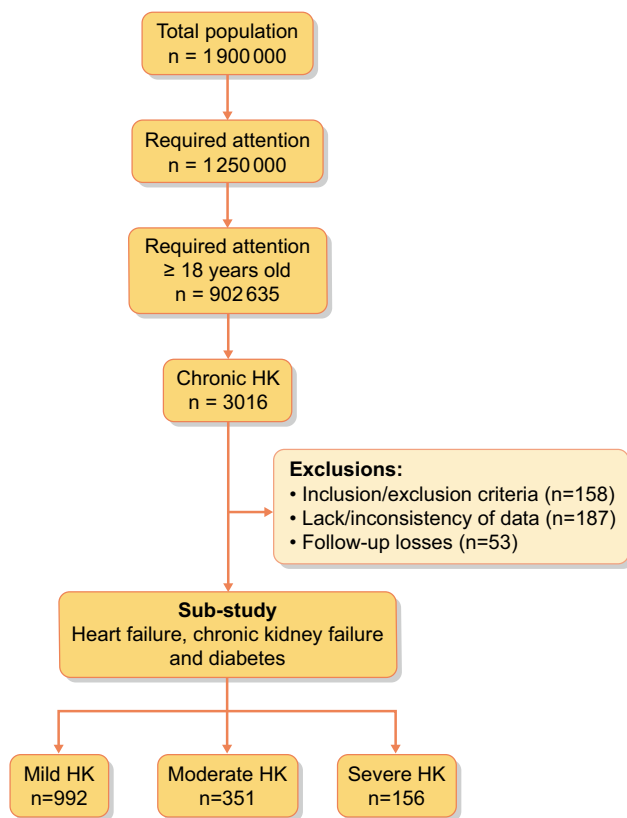 Total population
n = 1 900 000
Required attention
n = 1 250 000
Required attention
≥ 18 years old
n = 902 635
Chronic HK
n = 3016
Exclusions:
• Inclusion/exclusion criteria (n=158)
• Lack/inconsistency of data (n=187)
• Follow-up losses (n=53)
Sub-study
Heart failure, chronic kidney failure
and diabetes
Mild HK
n=992
Moderate HK
n=351
Severe HK
n=156